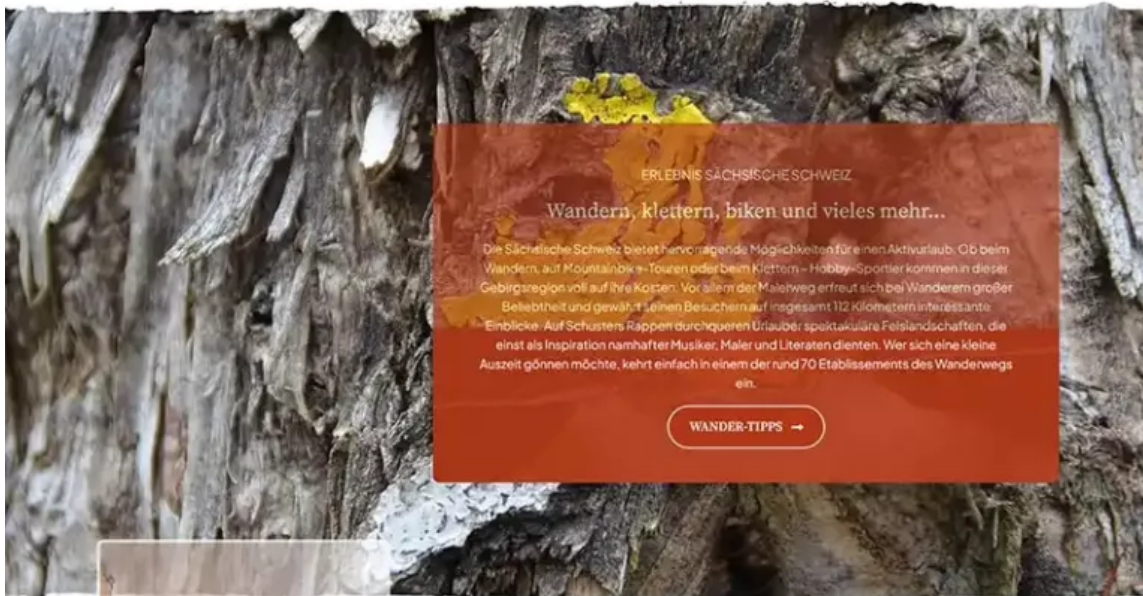 ERLEBNIS SÄCHSISCHE SCHWEIZ
Wandern, klettern, biken und vieles mehr...
Die Sächsische Schweiz bietet hervorragende Möglichkeiten für einen Aktivurlaub. Ob beim
Wandern, auf Mountainbike-Touren oder beim Klettern – Hobby-Sportler kommen in dieser
Gebirgsregion voll auf ihre Kosten. Vor allem der Malerweg erfreut sich bei Wanderern großer
Beliebtheit und gewährt seinen Besuchern auf insgesamt 112 Kilometern interessante
Einblicke. Auf Schusters Rappen durchqueren Urlauber spektakuläre Felslandschaften, die
einst als Inspiration namhafter Musiker, Maler und Literaten dienten. Wer sich eine kleine
Auszeit gönnen möchte, kehrt einfach in einem der rund 70 Etablissements des Wanderwegs
ein.
WANDER-TIPPS →